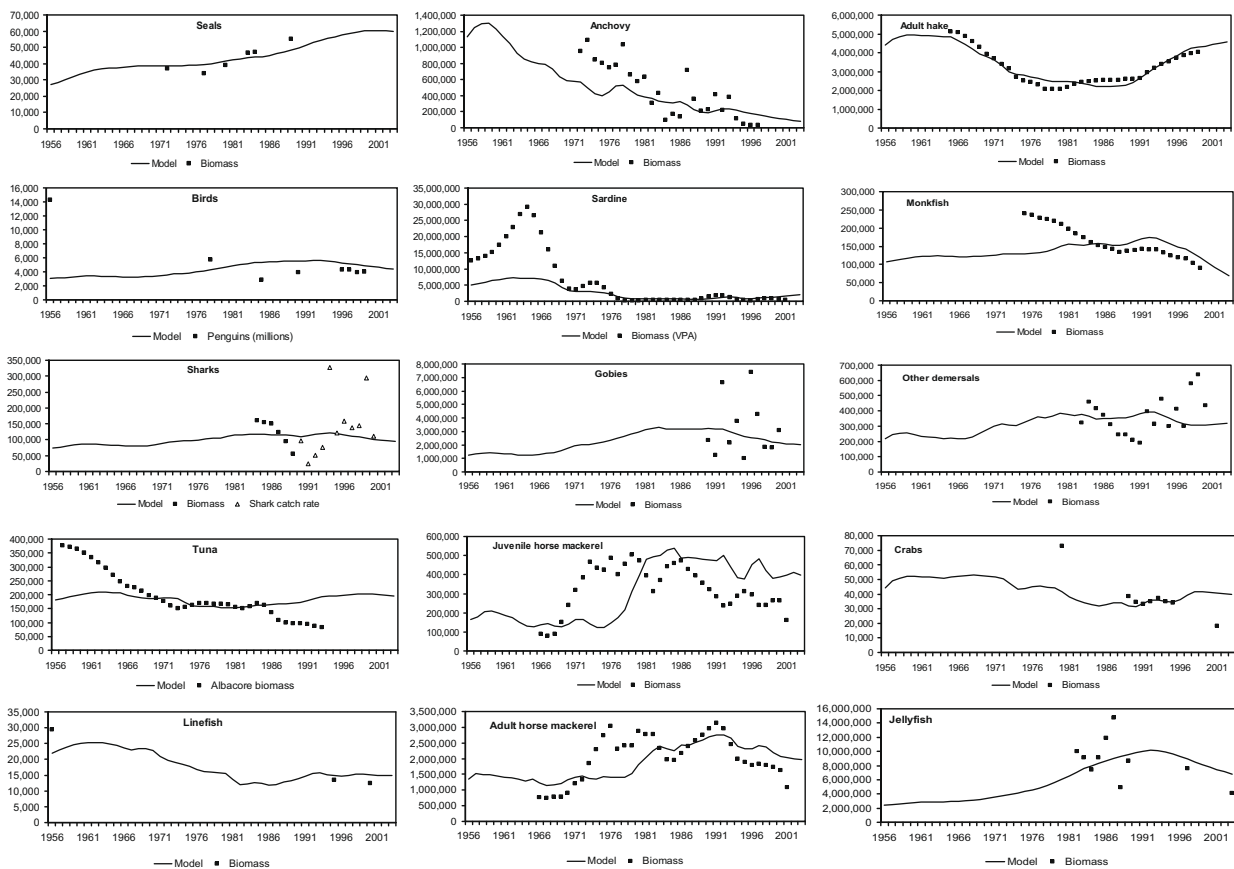 Seals
70,000
60,000
50,000
40,000
30,000
20,000
10,000
0
1956 1961 1966 1971 1976 1981 1986 1991 1996 2001
Model Biomass
Anchovy
1,400,000
1,200,000
1,000,000
800,000
600,000
400,000
200,000
0
1956 1961 1966 1971 1976 1981 1986 1991 1996 2001
Model Biomass
Adult hake
6,000,000
5,000,000
4,000,000
3,000,000
2,000,000
1,000,000
0
1956 1961 1966 1971 1976 1981 1986 1991 1996 2001
Model Biomass
Birds
16,000
14,000
12,000
10,000
8,000
6,000
4,000
2,000
0
1956 1961 1966 1971 1976 1981 1986 1991 1996 2001
Model Penguins (millions)
Sardine
35,000,000
30,000,000
25,000,000
20,000,000
15,000,000
10,000,000
5,000,000
0
1956 1961 1966 1971 1976 1981 1986 1991 1996 2001
Model Biomass (VPA)
Monkfish
300,000
250,000
200,000
150,000
100,000
50,000
0
1956 1961 1966 1971 1976 1981 1986 1991 1996 2001
Model Biomass
Sharks
350,000
300,000
250,000
200,000
150,000
100,000
50,000
0
1956 1961 1966 1971 1976 1981 1986 1991 1996 2001
Model Biomass Shark catch rate
Gobies
8,000,000
7,000,000
6,000,000
5,000,000
4,000,000
3,000,000
2,000,000
1,000,000
0
1956 1961 1966 1971 1976 1981 1986 1991 1996 2001
Model Biomass
Other demersals
700,000
600,000
500,000
400,000
300,000
200,000
100,000
0
1956 1961 1966 1971 1976 1981 1986 1991 1996 2001
Model Biomass
Tuna
400,000
350,000
300,000
250,000
200,000
150,000
100,000
50,000
0
1956 1961 1966 1971 1976 1981 1986 1991 1996 2001
Model Albacore biomass
Juvenile horse mackerel
600,000
500,000
400,000
300,000
200,000
100,000
0
1956 1961 1966 1971 1976 1981 1986 1991 1996 2001
Model Biomass
Crabs
80,000
70,000
60,000
50,000
40,000
30,000
20,000
10,000
0
1956 1961 1966 1971 1976 1981 1986 1991 1996 2001
Model Biomass
Linefish
35,000
30,000
25,000
20,000
15,000
10,000
5,000
0
1956 1961 1966 1971 1976 1981 1986 1991 1996 2001
Model Biomass
Adult horse mackerel
3,500,000
3,000,000
2,500,000
2,000,000
1,500,000
1,000,000
500,000
0
1956 1961 1966 1971 1976 1981 1986 1991 1996 2001
Model Biomass
Jellyfish
16,000,000
14,000,000
12,000,000
10,000,000
8,000,000
6,000,000
4,000,000
2,000,000
0
1956 1961 1966 1971 1976 1981 1986 1991 1996 2001
Model Biomass